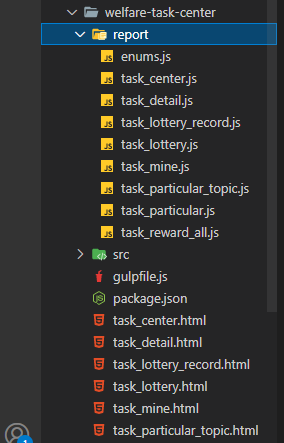 welfare-task-center
report
enums.js
task_center.js
task_detail.js
task_lottery_record.js
task_lottery.js
task_mine.js
task_particular_topic.js
task_particular.js
task_reward_all.js
src
gulpfile.js
package.json
task_center.html
task_detail.html
task_lottery_record.html
task_lottery.html
task_mine.html
task_particular_topic.html